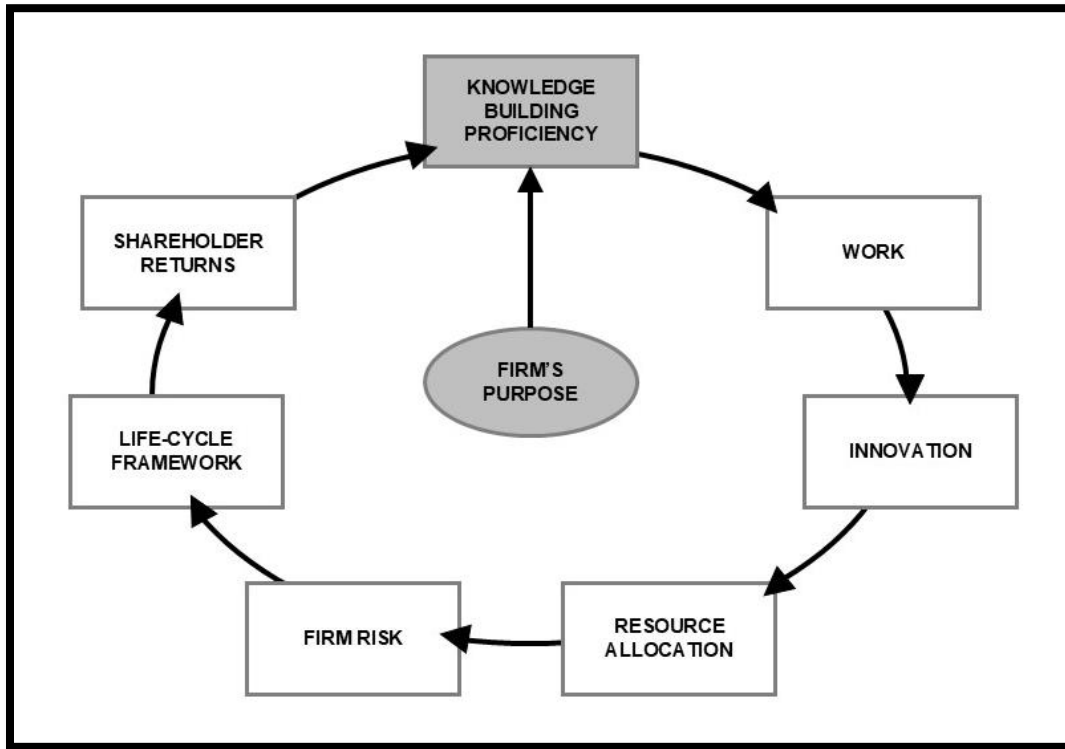 KNOWLEDGE
BUILDING
PROFICIENCY
WORK
INNOVATION
RESOURCE
ALLOCATION
FIRM RISK
LIFE-CYCLE
FRAMEWORK
SHAREHOLDER
RETURNS
FIRM'S
PURPOSE